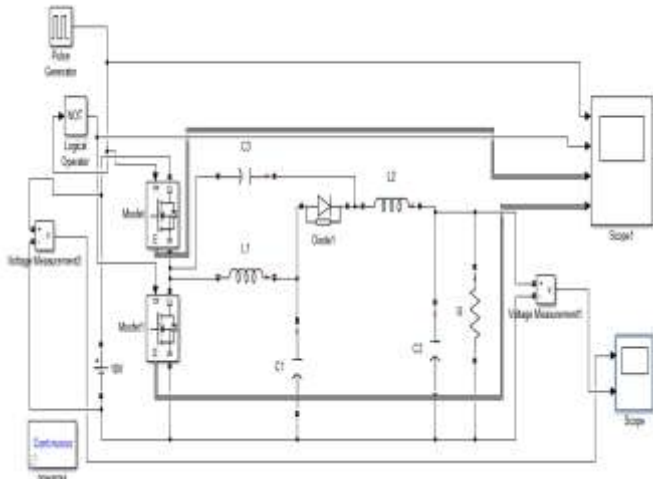 Pulse
Generator
NOT
Logical
Operator
C3
L2
Mosfet
Diode1
Scope1
L1
Voltage Measurement2
Mosfet1
Voltage Measurement1
C1
C2
Scope
Continuous